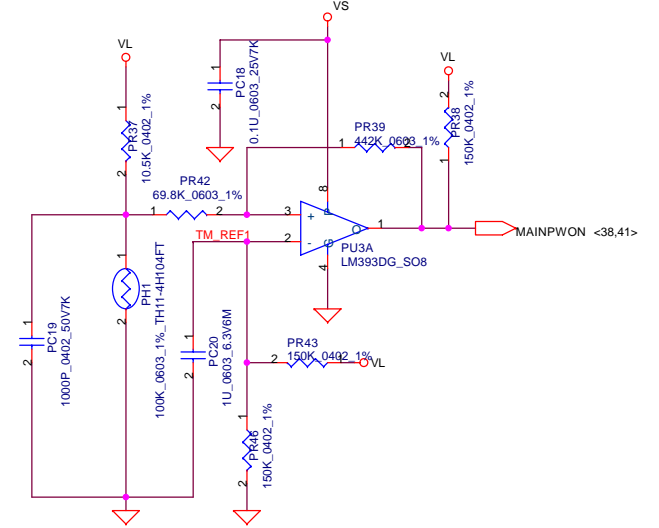 VS
VL
VL
1
2
PC18
0.1U_0603_25V7K
1
2
PR37
10.5K_0402_1%
2
1
PR38
150K_0402_1%
PR39
1
442K_0603_1%
2
PR42
69.8K_0603_1%
1
2
3
+
8
P
O
1
MAINPWON <38,41>
TM_REF1
2
-
G
4
PU3A
LM393DG_SO8
1
2
PH1
100K_0603_1%_TH11-4H104FT
1
2
PC19
1000P_0402_50V7K
1
2
PC20
1U_0603_6.3V6M
PR43
2
150K_0402_1%
1
VL
1
2
PR46
150K_0402_1%